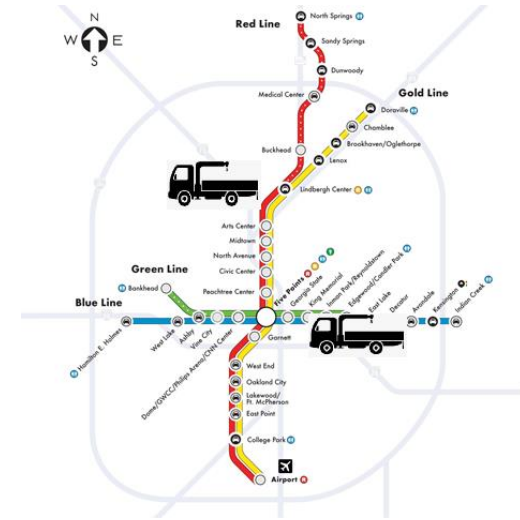 N
W E
S
Red Line
North Springs
Sandy Springs
Dunwoody
Medical Center
Gold Line
Doraville
Chamblee
Brookhaven/Oglethorpe
Buckhead
Lenox
Lindbergh Center
Arts Center
Midtown
North Avenue
Civic Center
Peachtree Center
Green Line
Bankhead
Blue Line
Hamilton E. Holmes
West Lake
Ashby
Vine City
Dome/GWCC/Philips Arena/CNN Center
Five Points
Georgia State
King Memorial
Inman Park/Reynoldstown
Edgewood/Candler Park
East Lake
Decatur
Avondale
Kensington
Indian Creek
Garnett
West End
Oakland City
Lakewood/
Ft. McPherson
East Point
College Park
Airport